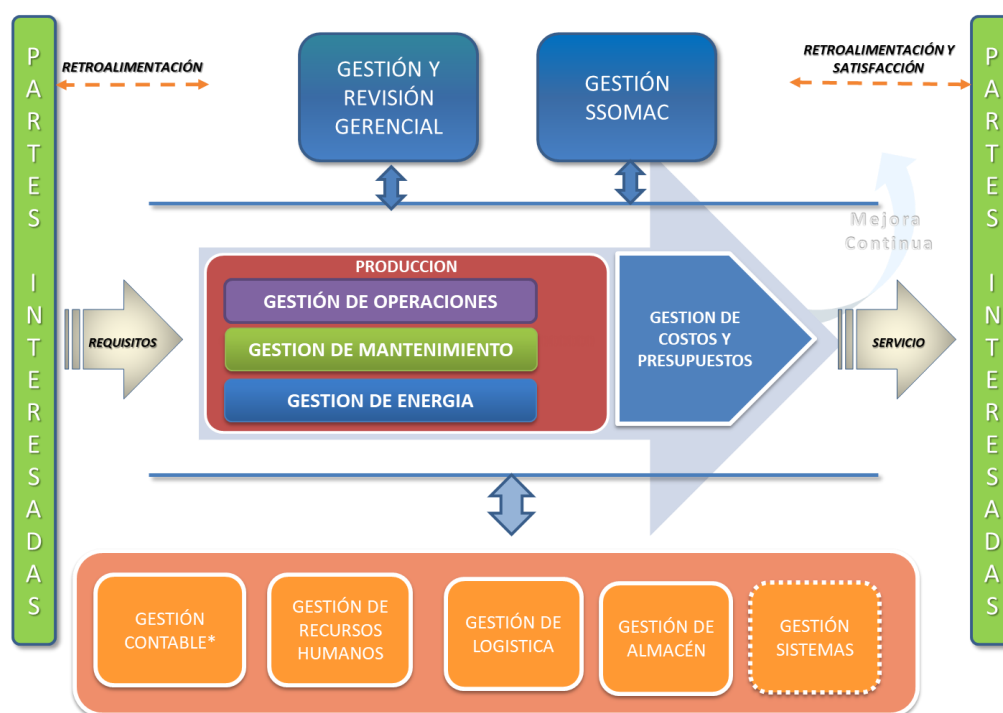 PARTES INTERESADAS
RETROALIMENTACIÓN
GESTIÓN Y
REVISIÓN
GERENCIAL
GESTIÓN
SSOMAC
RETROALIMENTACIÓN Y
SATISFACCIÓN
PARTES INTERESADAS
Mejora
Continua
REQUISITOS
PRODUCCION
GESTIÓN DE OPERACIONES
GESTION DE MANTENIMIENTO
GESTION DE ENERGIA
GESTION DE
COSTOS Y
PRESUPUESTOS
SERVICIO
GESTIÓN
CONTABLE*
GESTIÓN DE
RECURSOS
HUMANOS
GESTIÓN DE
LOGISTICA
GESTIÓN DE
ALMACÉN
GESTIÓN
SISTEMAS